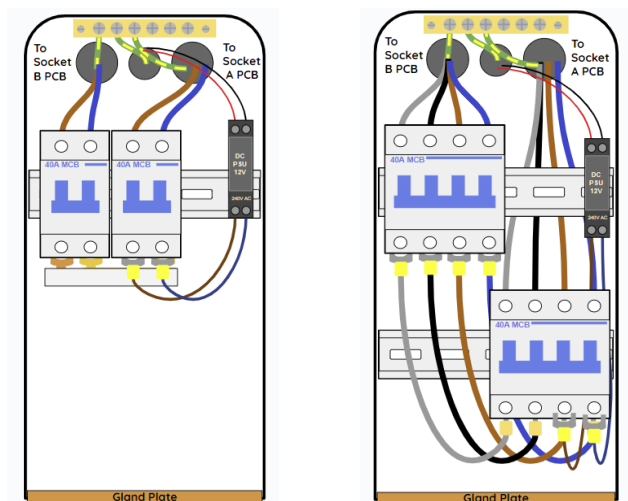 To
Socket
B PCB
To
Socket
A PCB
40A MCB
40A MCB
DC
PSU
12V
240V AC
Gland Plate
To
Socket
B PCB
To
Socket
A PCB
40A MCB
DC
PSU
12V
240V AC
40A MCB
Gland Plate